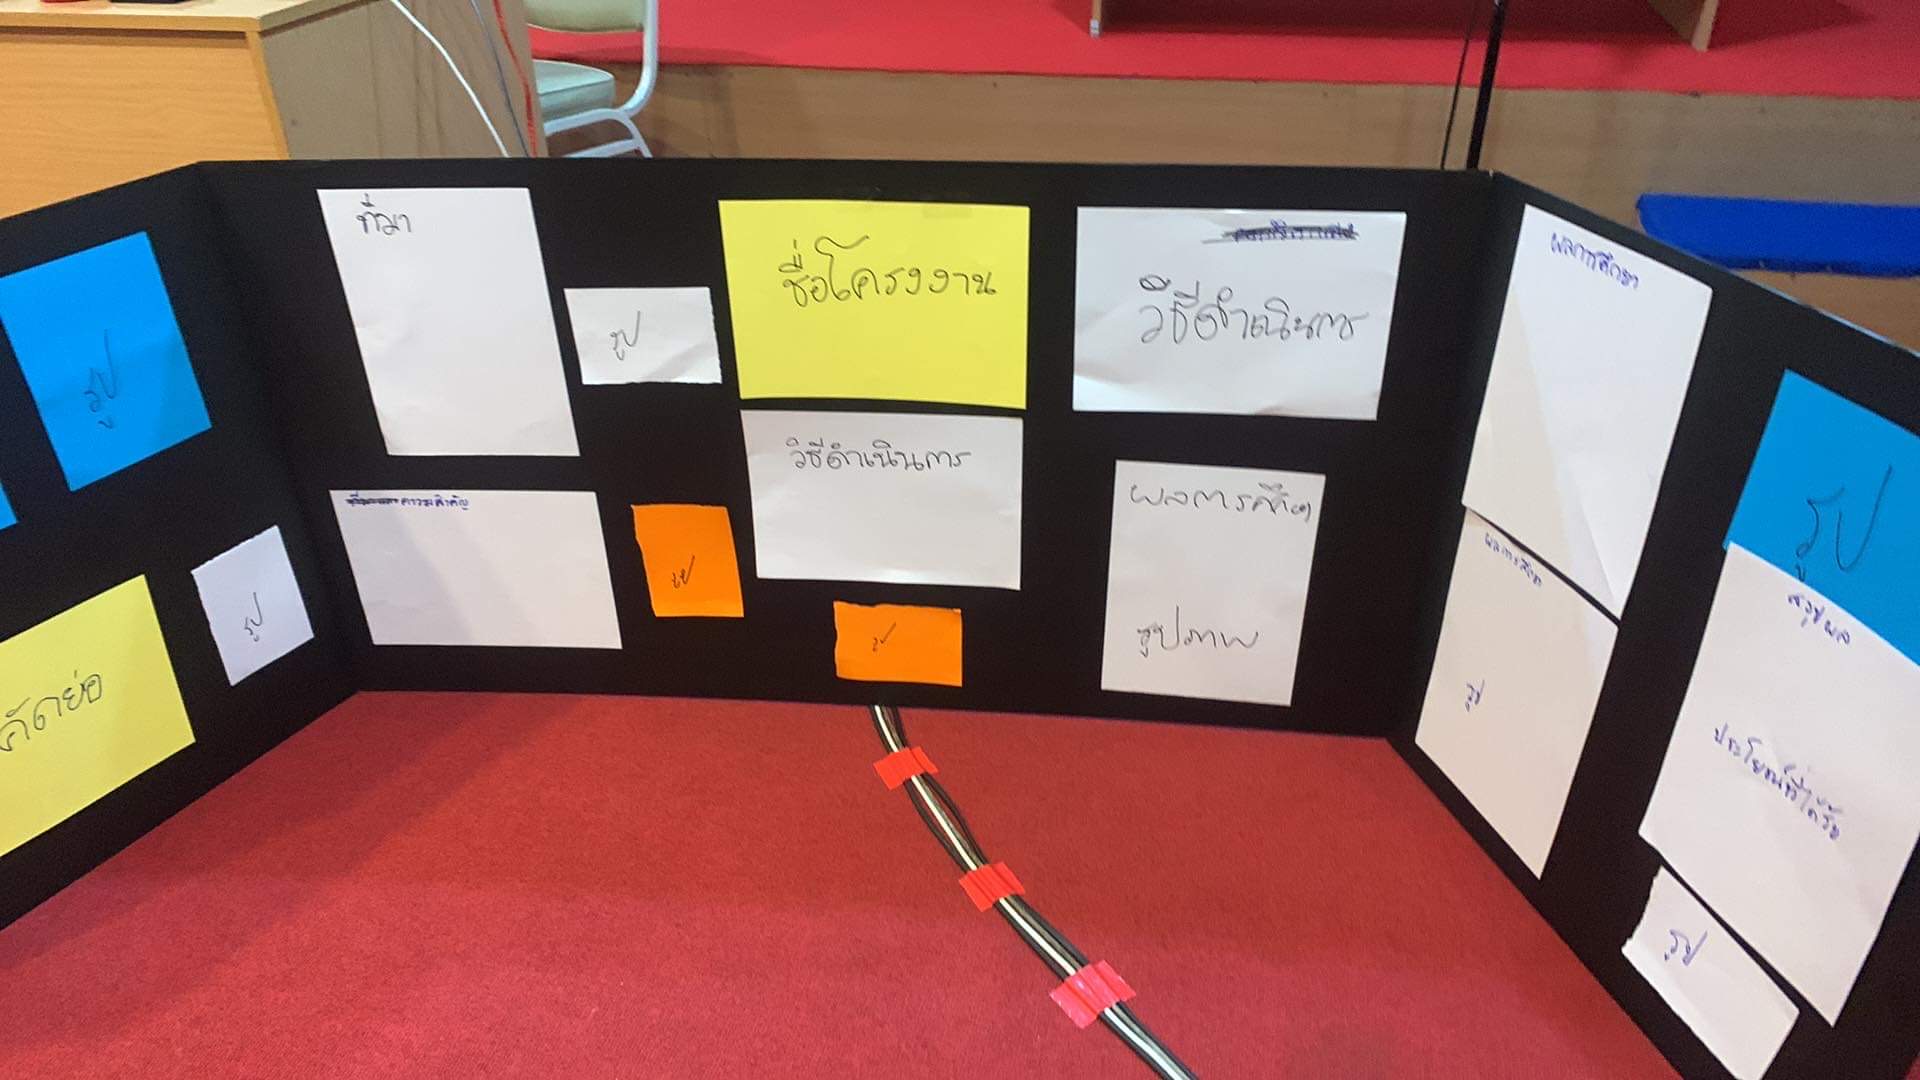 รูป
คัดย่อ
รูป
ที่มา
ความสำคัญ
รูป
รูป
ชื่อโครงงาน
วิธีดำเนินการ
รูป
วิธีดำเนินการ
ผลการศึกษา
รูปภาพ
ผลการศึกษา
ผลการศึกษา
รูป
รูป
สรุปผล
ประโยชน์ที่ได้รับ
รูป